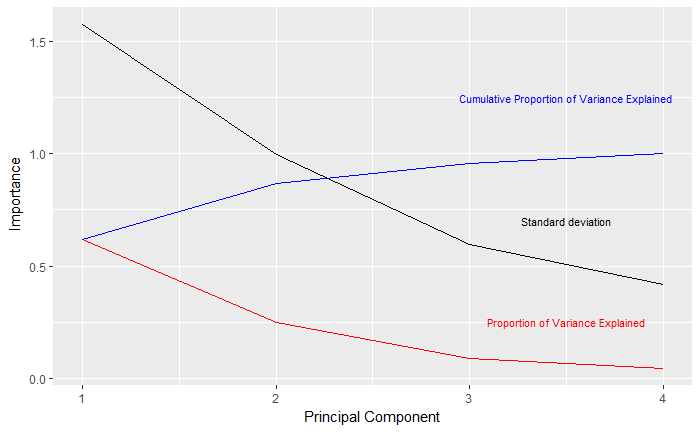 1.5
Cumulative Proportion of Variance Explained
1.0
Standard deviation
0.5
Proportion of Variance Explained
0.0
1 2 3 4
Importance
Principal Component